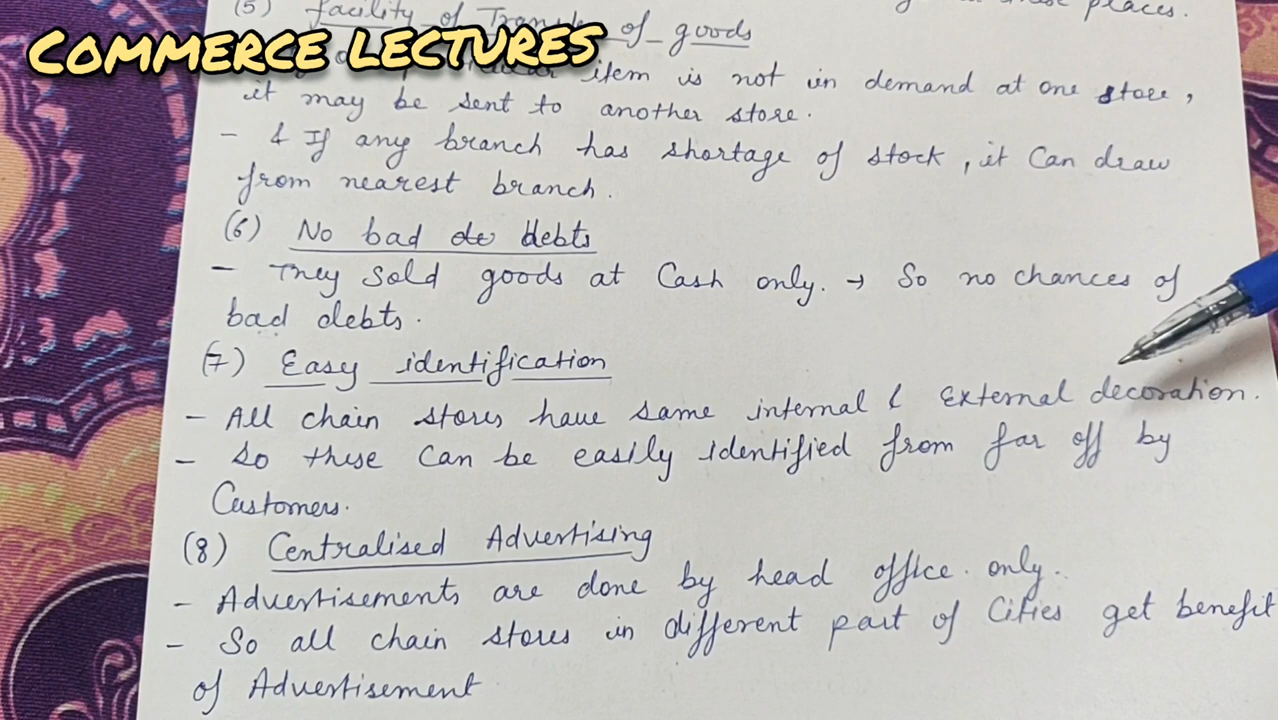 these places.
(5) Facility of Transfer of goods
COMMERCE LECTURES
item is not in demand at one store,
it may be sent to another store.
- & If any branch has shortage of stock, it Can draw
from nearest branch.
(6) No bad de debts
- They Sold goods at Cash only. → So no chances of
bad debts.
(7) Easy identification
- All chain stores have same internal & External decoration.
- So these Can be easily identified from far off by
Customers.
(8) Centralised Advertising
- Advertisements are done by head office. only.
- So all chain stores in different part of Cities get benefit
of Advertisement